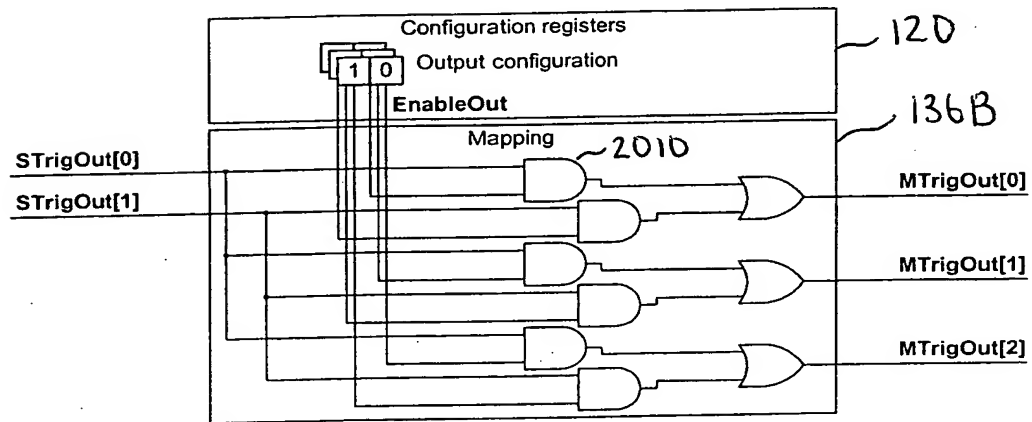 Configuration registers
120
Output configuration
1 0
EnableOut
136B
Mapping
2010
STrigOut[0]
STrigOut[1]
MTrigOut[0]
MTrigOut[1]
MTrigOut[2]